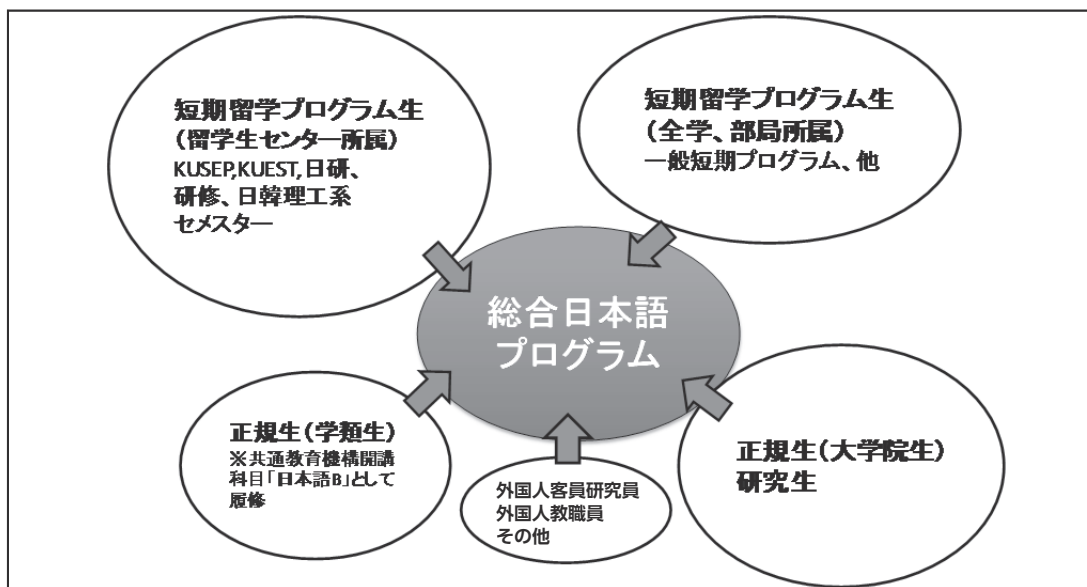 短期留学プログラム生
(留学生センター所属)
KUSEP,KUEST,日研、
研修、日韓理工系
セメスター
短期留学プログラム生
(全学、部局所属)
一般短期プログラム、他
総合日本語
プログラム
正規生(学類生)
※共通教育機構開講
科目「日本語B」として
履修
外国人客員研究員
外国人教職員
その他
正規生(大学院生)
研究生